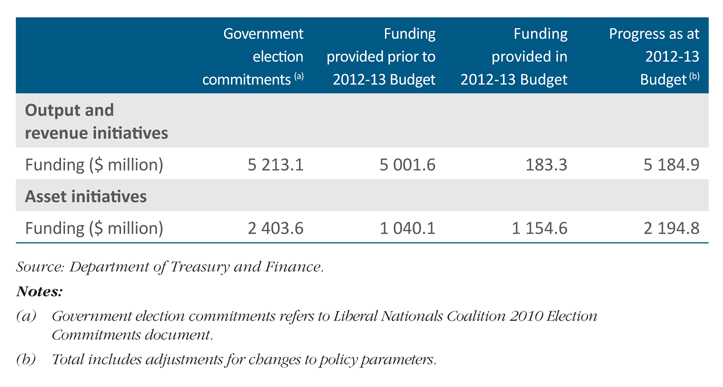 Government election commitments (a) Funding provided prior to 2012-13 Budget Funding provided in 2012-13 Budget Progress as at 2012-13 Budget (b)
Output and
revenue initiatives
Funding ($ million) 5 213.1 5 001.6 183.3 5 184.9
Asset initiatives
Funding ($ million) 2 403.6 1 040.1 1 154.6 2 194.8
Source: Department of Treasury and Finance.
Notes:
(a) Government election commitments refers to Liberal Nationals Coalition 2010 Election
Commitments document.
(b) Total includes adjustments for changes to policy parameters.